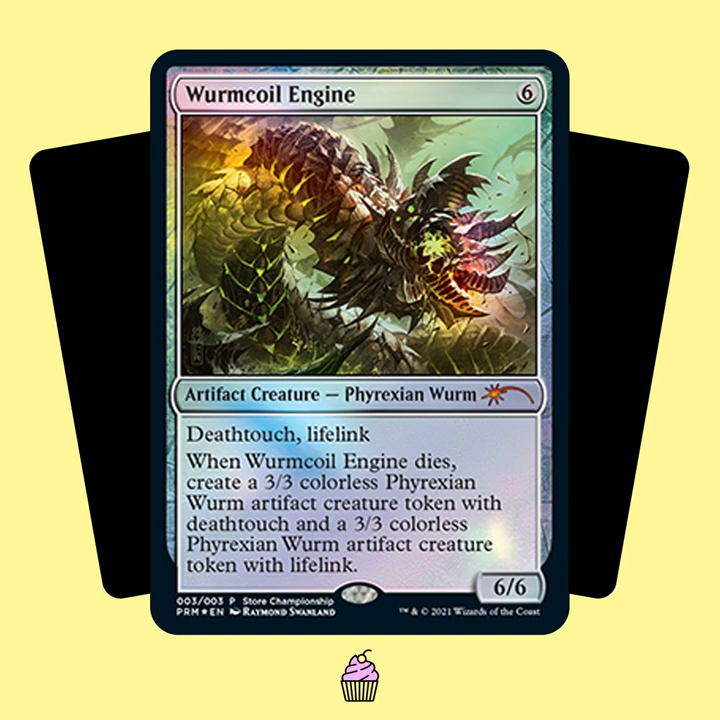 Wurmcoil Engine 6
Artifact Creature — Phyrexian Wurm
Deathtouch, lifelink
When Wurmcoil Engine dies,
create a 3/3 colorless Phyrexian
Wurm artifact creature token with
deathtouch and a 3/3 colorless
Phyrexian Wurm artifact creature
token with lifelink.
6/6
003/003 P Store Championship
PRM★EN Raymond Swanland
™ & © 2021 Wizards of the Coast